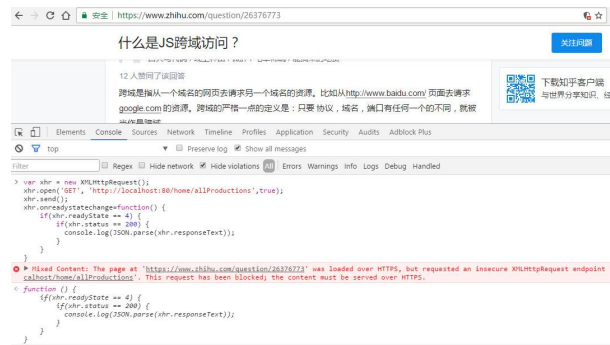 安全 | https://www.zhihu.com/question/26376773
什么是JS跨域访问？
关注问题
12 人赞同了该回答
跨域是指从一个域名的网页去请求另一个域名的资源。比如从http://www.baidu.com/ 页面去请求
google.com 的资源。跨域的严格一点的定义是：只要 协议，域名，端口有任何一个的不同，就被
当作是跨域
下载知乎客户端
与世界分享知识、经
Elements Console Sources Network Timeline Profiles Application Security Audits Adblock Plus
top Preserve log Show all messages
Filter Regex Hide network Hide violations All Errors Warnings Info Logs Debug Handled
> var xhr = new XMLHttpRequest();
xhr.open('GET', 'http://localhost:80/home/allProductions',true);
xhr.send();
xhr.onreadystatechange=function() {
if(xhr.readyState == 4) {
if(xhr.status == 200) {
console.log(JSON.parse(xhr.responseText));
}
}
}
Mixed Content: The page at 'https://www.zhihu.com/question/26376773' was loaded over HTTPS, but requested an insecure XMLHttpRequest endpoint
calhost/home/allProductions'. This request has been blocked; the content must be served over HTTPS.
< function () {
if(xhr.readyState == 4) {
if(xhr.status == 200) {
console.log(JSON.parse(xhr.responseText));
}
}
}